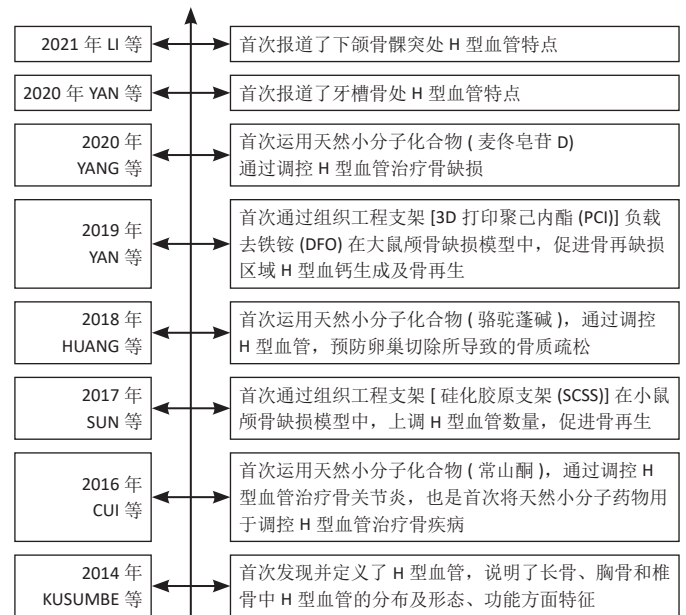 2021 年 LI 等
首次报道了下颌骨髁突处 H 型血管特点
2020 年 YAN 等
首次报道了牙槽骨处 H 型血管特点
2020 年
YANG 等
首次运用天然小分子化合物 ( 麦佟皂苷 D)
通过调控 H 型血管治疗骨缺损
2019 年
YAN 等
首次通过组织工程支架 [3D 打印聚己内酯 (PCI)] 负载
去铁铵 (DFO) 在大鼠颅骨缺损模型中，促进骨再缺损
区域 H 型血钙生成及骨再生
2018 年
HUANG 等
首次运用天然小分子化合物 ( 骆驼蓬碱 )，通过调控
H 型血管，预防卵巢切除所导致的骨质疏松
2017 年
SUN 等
首次通过组织工程支架 [ 硅化胶原支架 (SCSS)] 在小鼠
颅骨缺损模型中，上调 H 型血管数量，促进骨再生
2016 年
CUI 等
首次运用天然小分子化合物 ( 常山酮 )，通过调控 H
型血管治疗骨关节炎，也是首次将天然小分子药物用
于调控 H 型血管治疗骨疾病
2014 年
KUSUMBE 等
首次发现并定义了 H 型血管，说明了长骨、胸骨和椎
骨中 H 型血管的分布及形态、功能方面特征